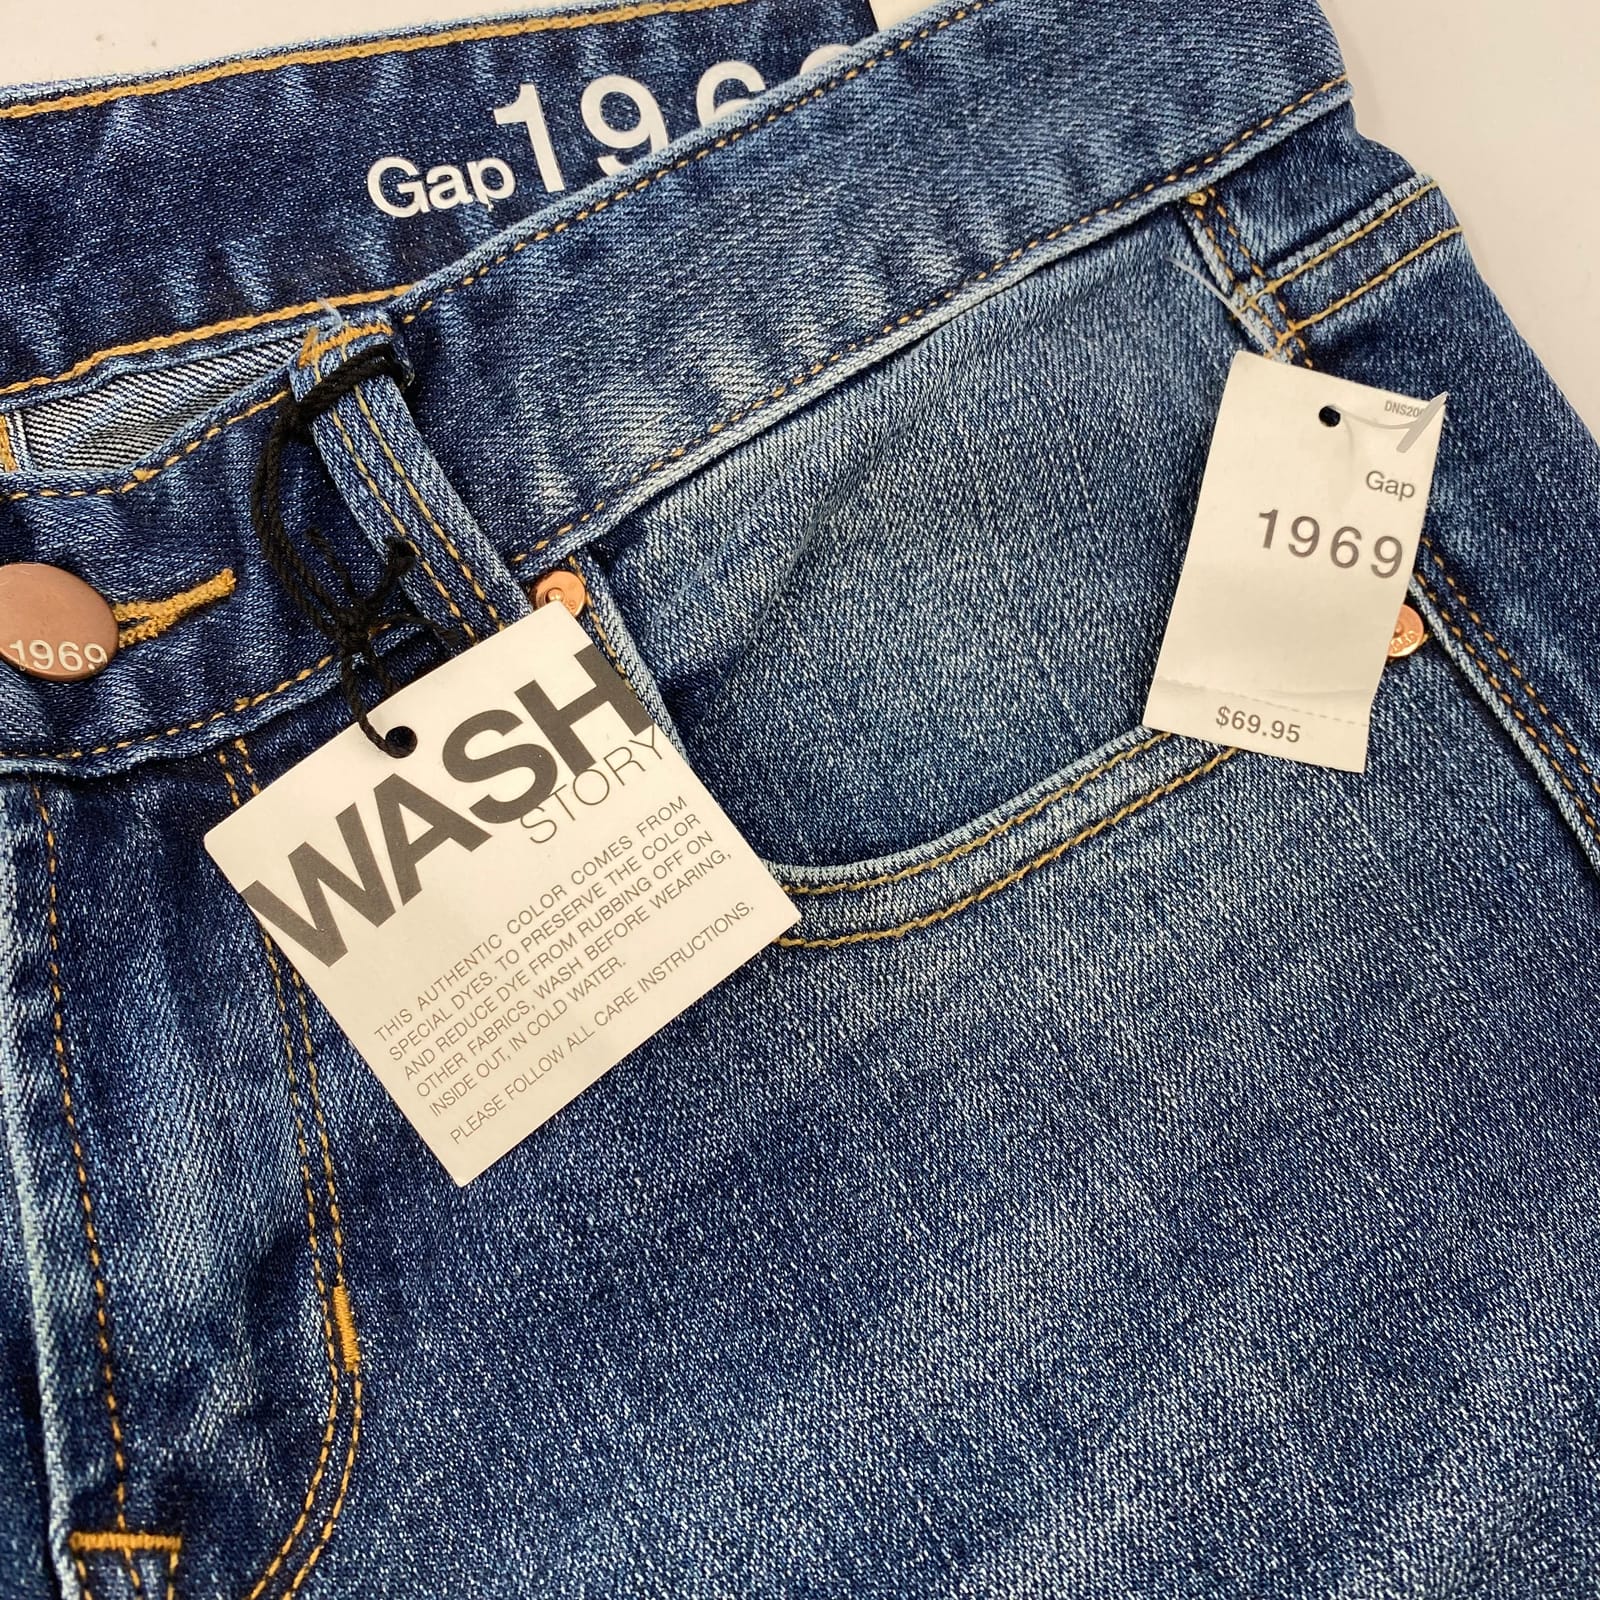 Gap 196
1969
WASH
STORY
THIS AUTHENTIC COLOR COMES FROM
SPECIAL DYES. TO PRESERVE THE COLOR
AND REDUCE DYE FROM RUBBING OFF ON
OTHER FABRICS, WASH BEFORE WEARING,
INSIDE OUT, IN COLD WATER.
PLEASE FOLLOW ALL CARE INSTRUCTIONS.
Gap
1969
$69.95